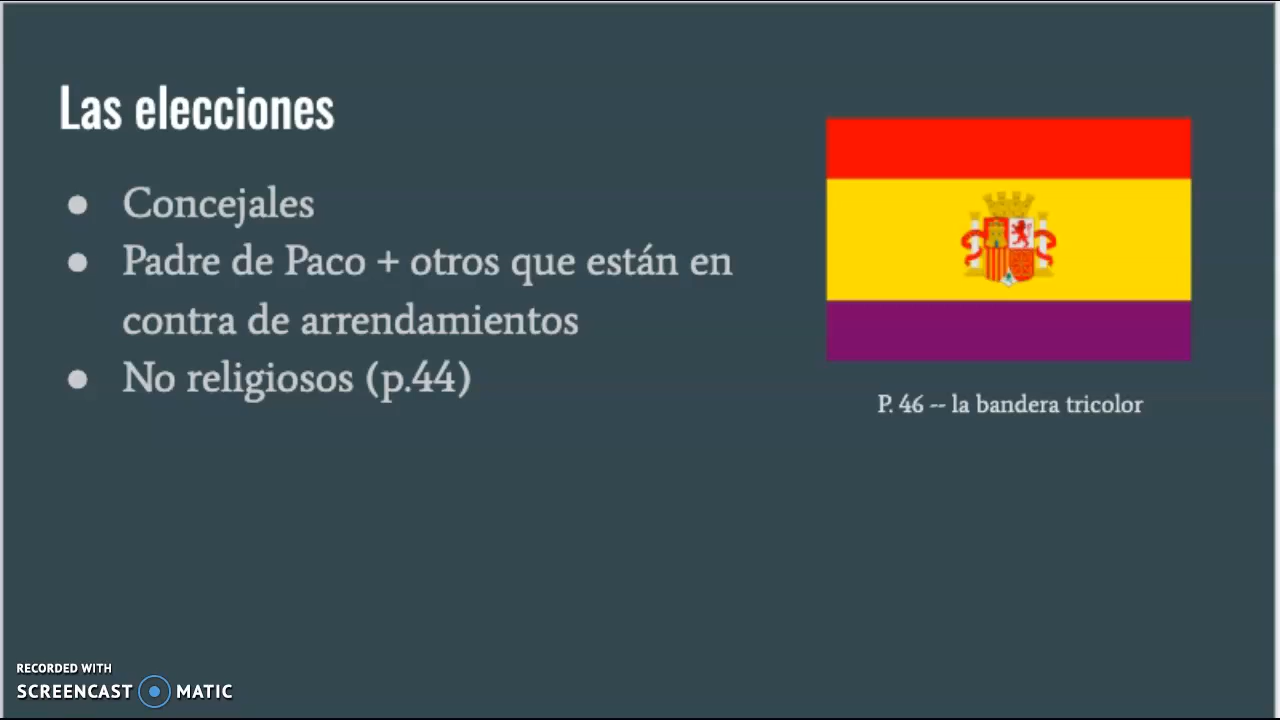 Las elecciones
● Concejales
● Padre de Paco + otros que están en
contra de arrendamientos
● No religiosos (p.44)
P. 46 -- la bandera tricolor
RECORDED WITH
SCREENCAST MATIC